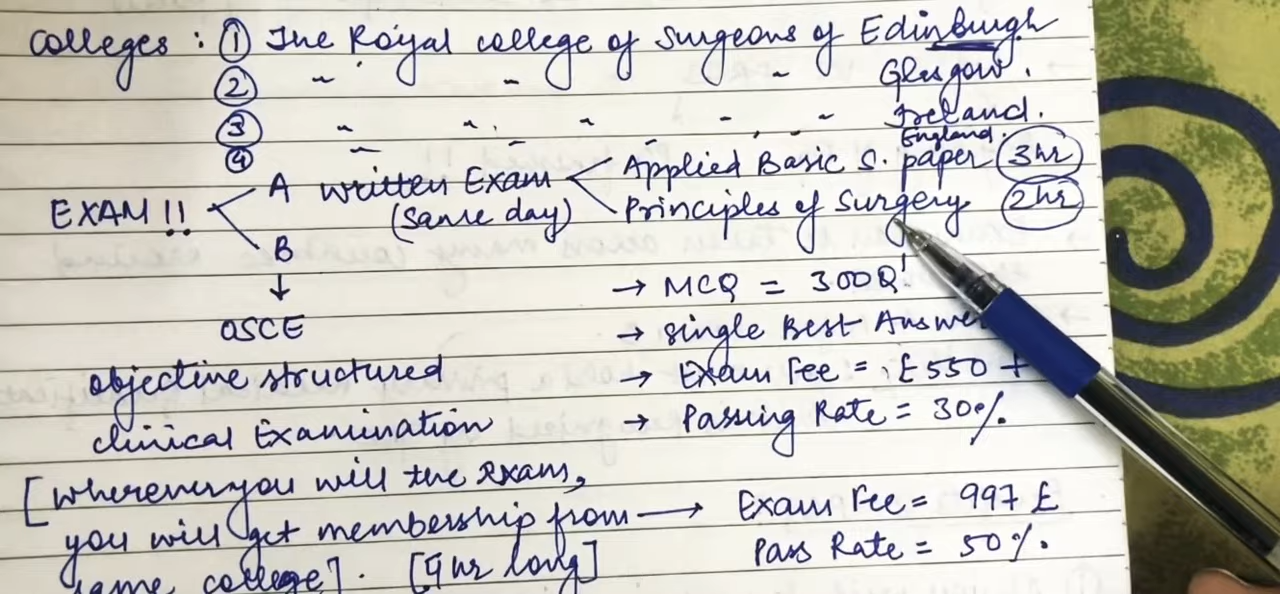 colleges : ① The Royal college of Surgeons of Edinburgh
② " " " Glasgow.
③ " " " " " Ireland.
④ " " England.
EXAM !! A written Exam Applied Basic S. paper 3hr
(same day) Principles of Surgery 2hr
B
↓
OSCE
→ MCQ = 300Q
→ Single Best Answe
objective structured → Exam Fee = £550 +
clinical Examination → Passing Rate = 30%.
[wherever you will the exam,
you will get membership from → Exam Fee = 997 £
same college]. Pass Rate = 50%.